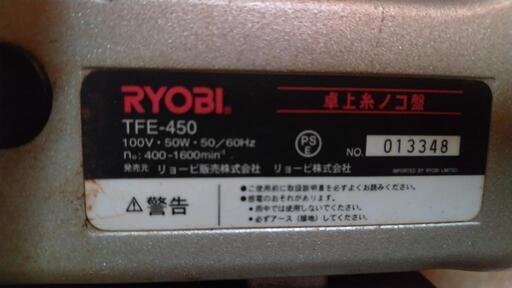 RYOBI®
卓上糸ノコ盤
TFE-450
100V・50W・50／60Hz
n₀：400-1600min⁻¹
PS E
NO. 013348
発売元 リョービ販売株式会社 リョービ株式会社
IMPORTED BY RYOBI LIMITED
⚠警告
●ご使用前に取扱説明書を必ずよくお読みください。
●感電のおそれがあります。
・雨中では使用しないでください。
・必ずアース（接地）してください。